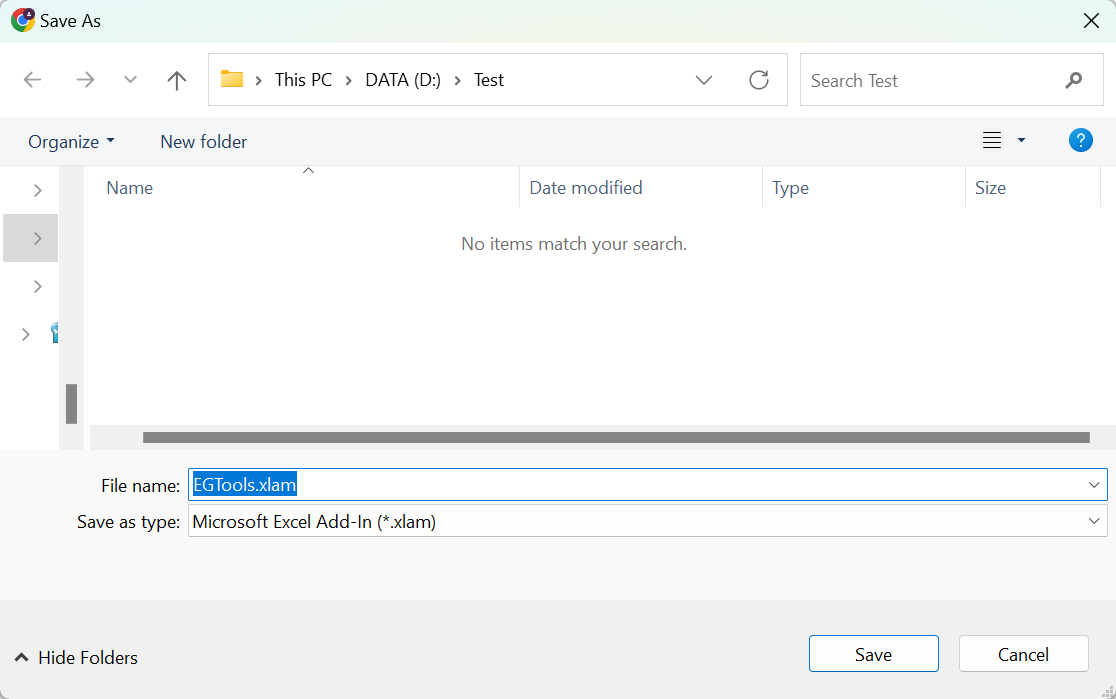 Save As
This PC > DATA (D:) > Test
Search Test
Organize New folder
?
Name Date modified Type Size
No items match your search.
File name: EGTools.xlam
Save as type: Microsoft Excel Add-In (*.xlam)
Hide Folders Save Cancel